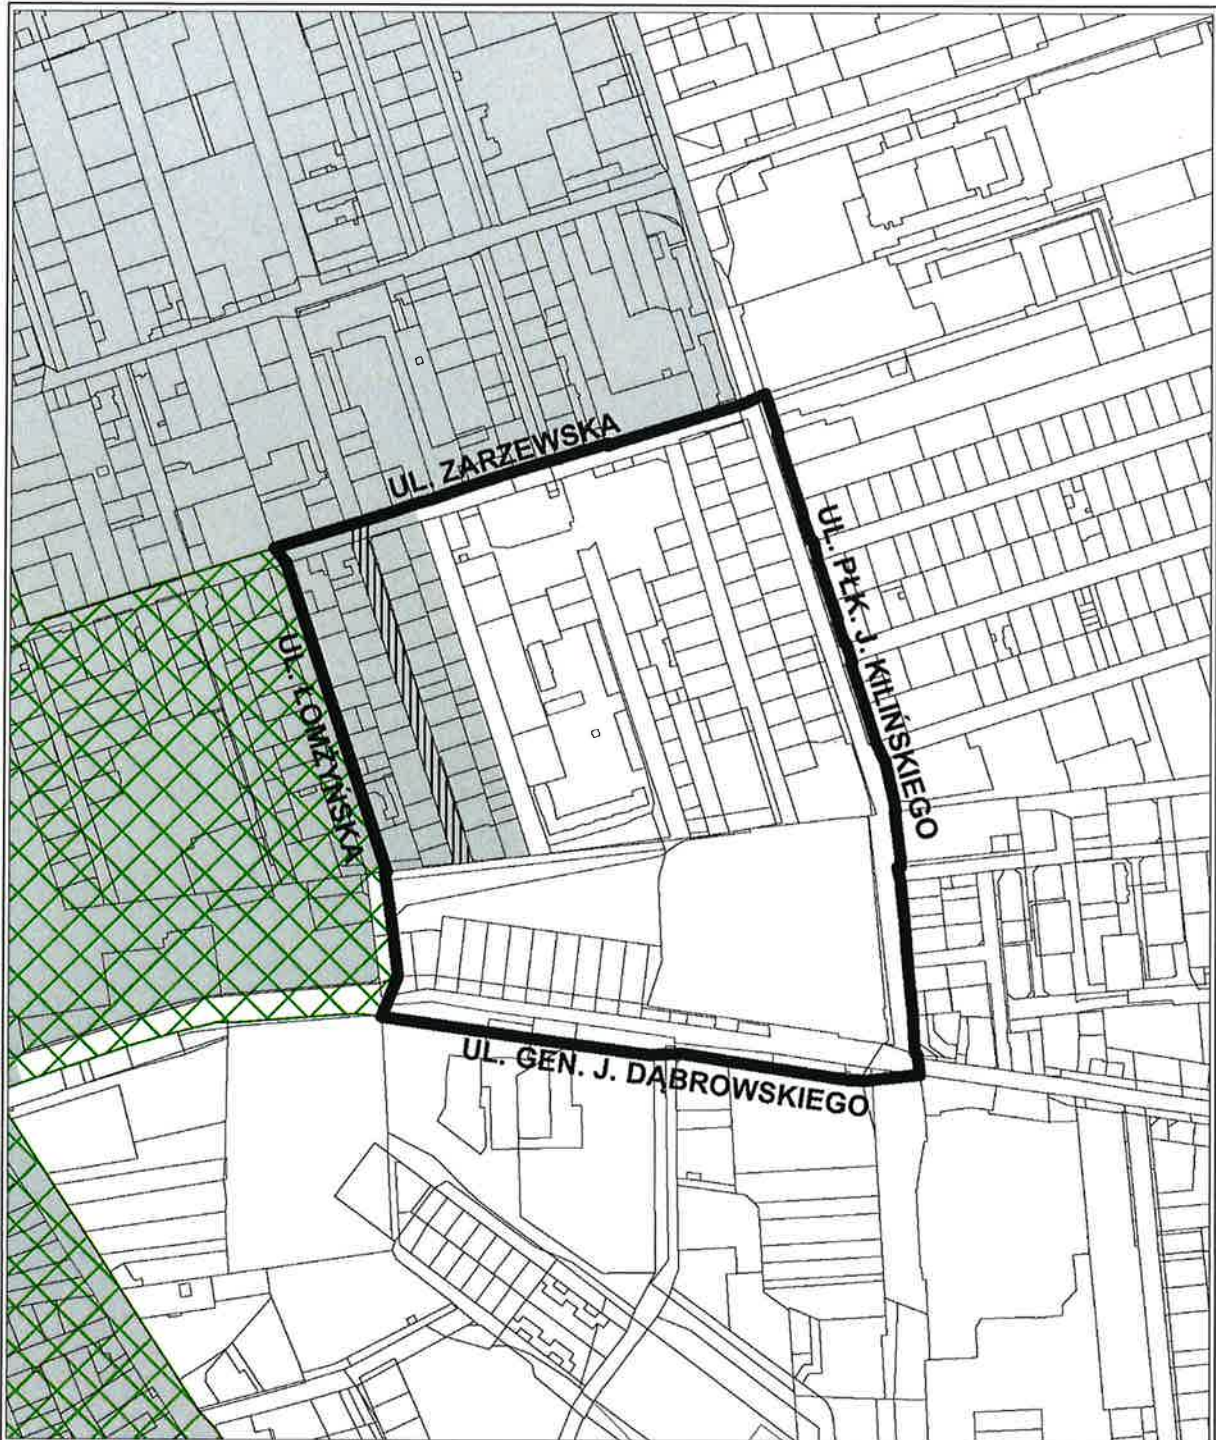 UL. ZARZEWSKA
UL. PŁK. J. KILIŃSKIEGO
UL. ŁOMŻYŃSKA
UL. GEN. J. DĄBROWSKIEGO